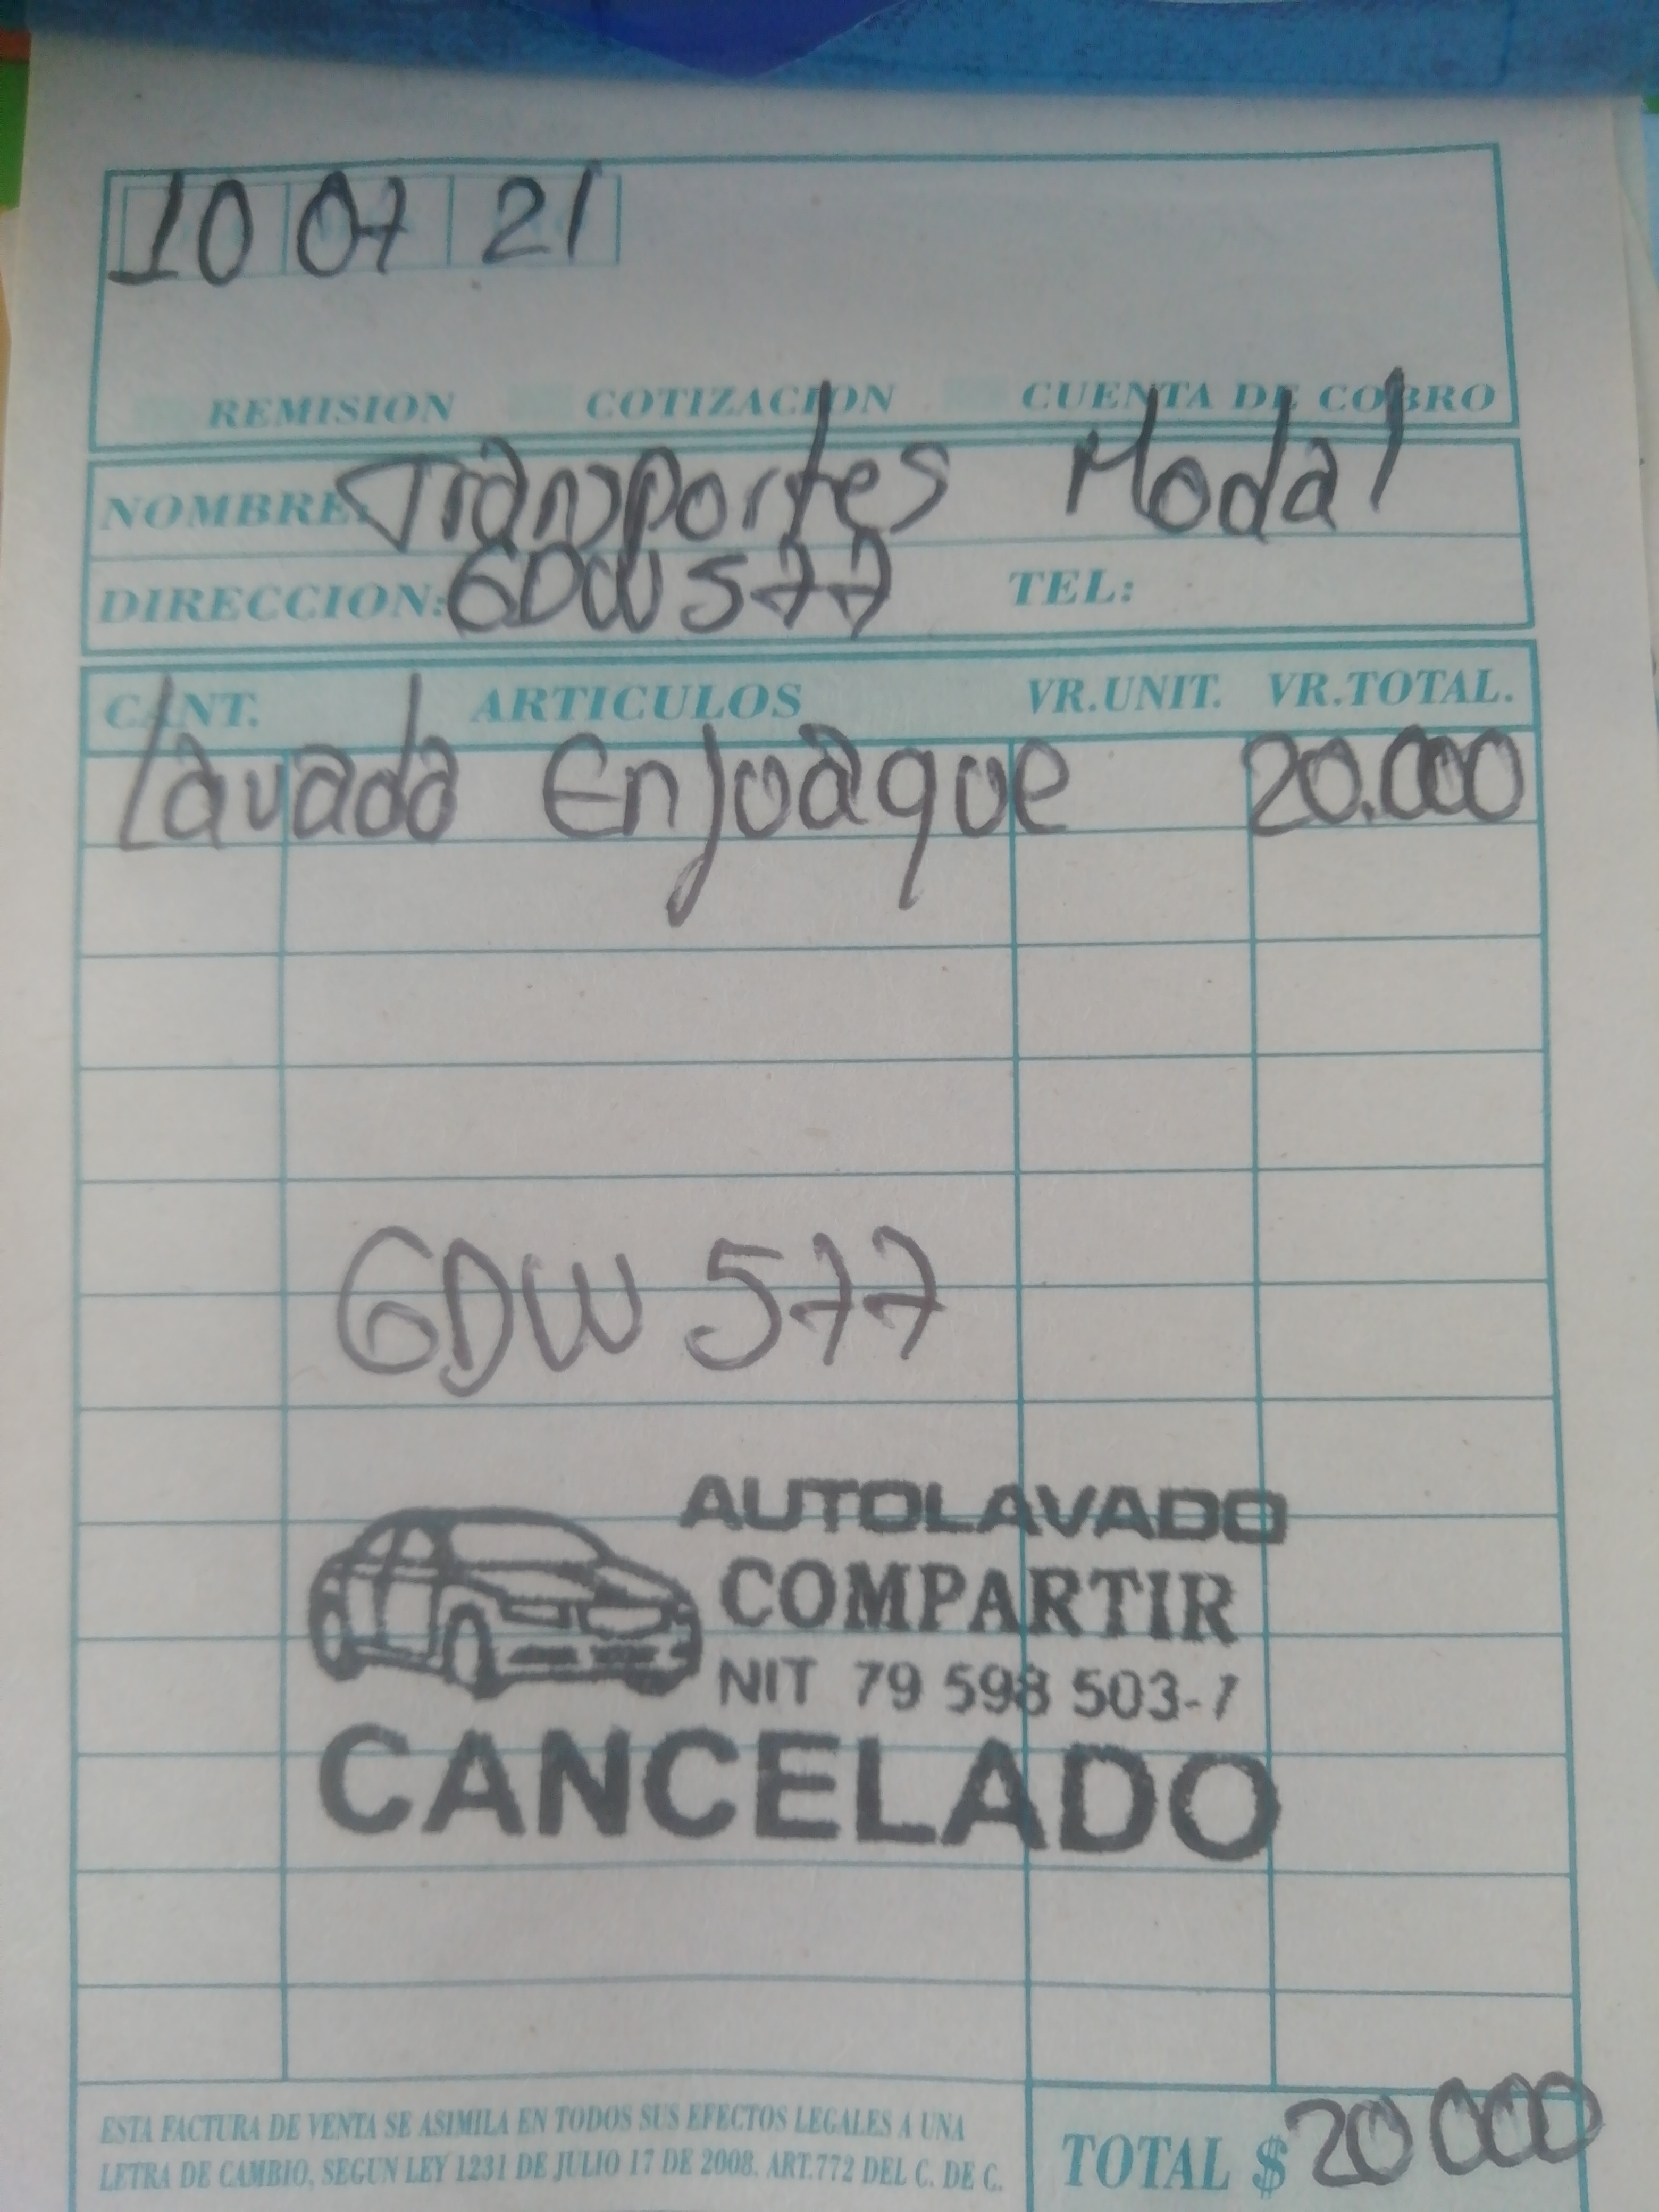 10 07 21
REMISION COTIZACION CUENTA DE COBRO
NOMBRE: Transportes Modal
DIRECCION: GDW 577 TEL:
CANT. ARTICULOS VR.UNIT. VR.TOTAL.
lavado Enjuaque 20.000
GDW 577
AUTOLAVADO
COMPARTIR
NIT 79 598 503-1
CANCELADO
ESTA FACTURA DE VENTA SE ASIMILA EN TODOS SUS EFECTOS LEGALES A UNA
LETRA DE CAMBIO, SEGUN LEY 1231 DE JULIO 17 DE 2008. ART.772 DEL C. DE C.
TOTAL $ 20 000